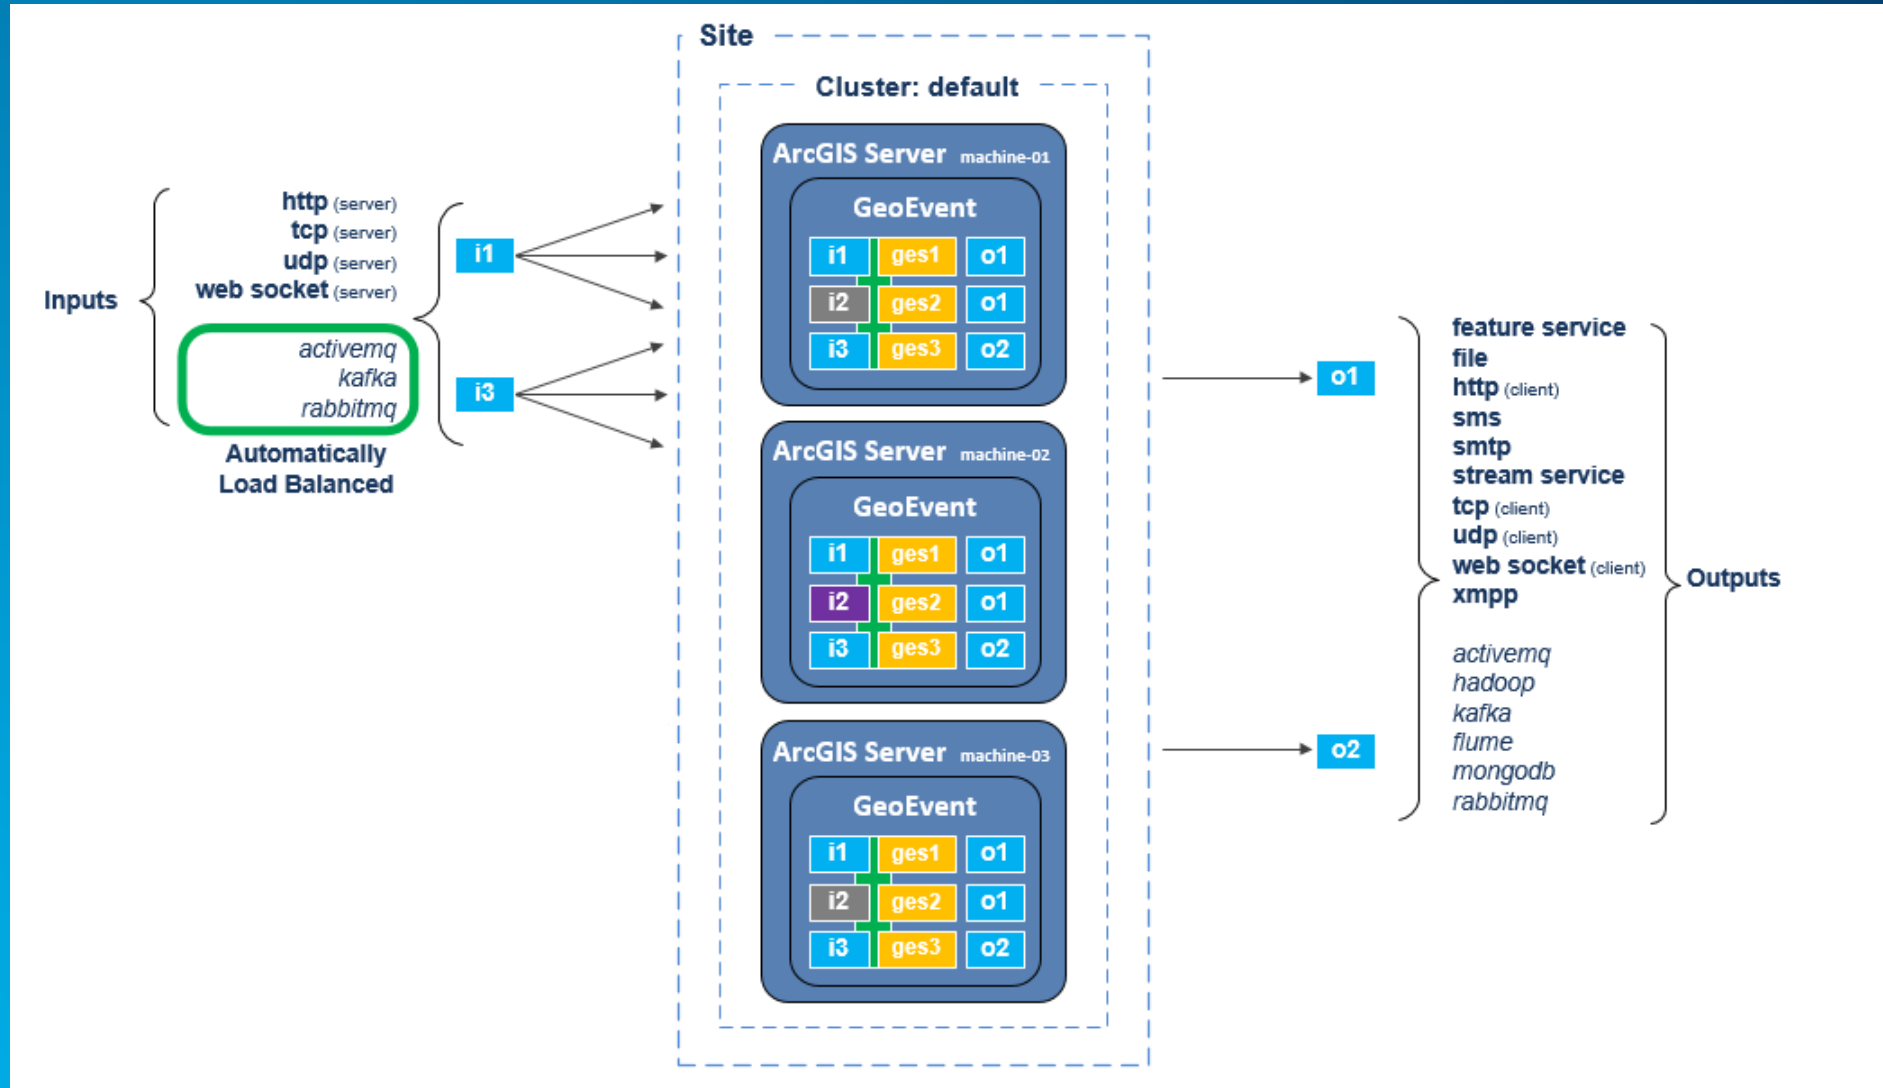 Site
Cluster: default
ArcGIS Server machine-01
GeoEvent
i1 ges1 o1
i2 ges2 o1
i3 ges3 o2
ArcGIS Server machine-02
GeoEvent
i1 ges1 o1
i2 ges2 o1
i3 ges3 o2
ArcGIS Server machine-03
GeoEvent
i1 ges1 o1
i2 ges2 o1
i3 ges3 o2
Inputs
http (server)
tcp (server)
udp (server)
web socket (server)
activemq
kafka
rabbitmq
Automatically
Load Balanced
i1
i3
o1
o2
feature service
file
http (client)
sms
smtp
stream service
tcp (client)
udp (client)
web socket (client)
xmpp
activemq
hadoop
kafka
flume
mongodb
rabbitmq
Outputs